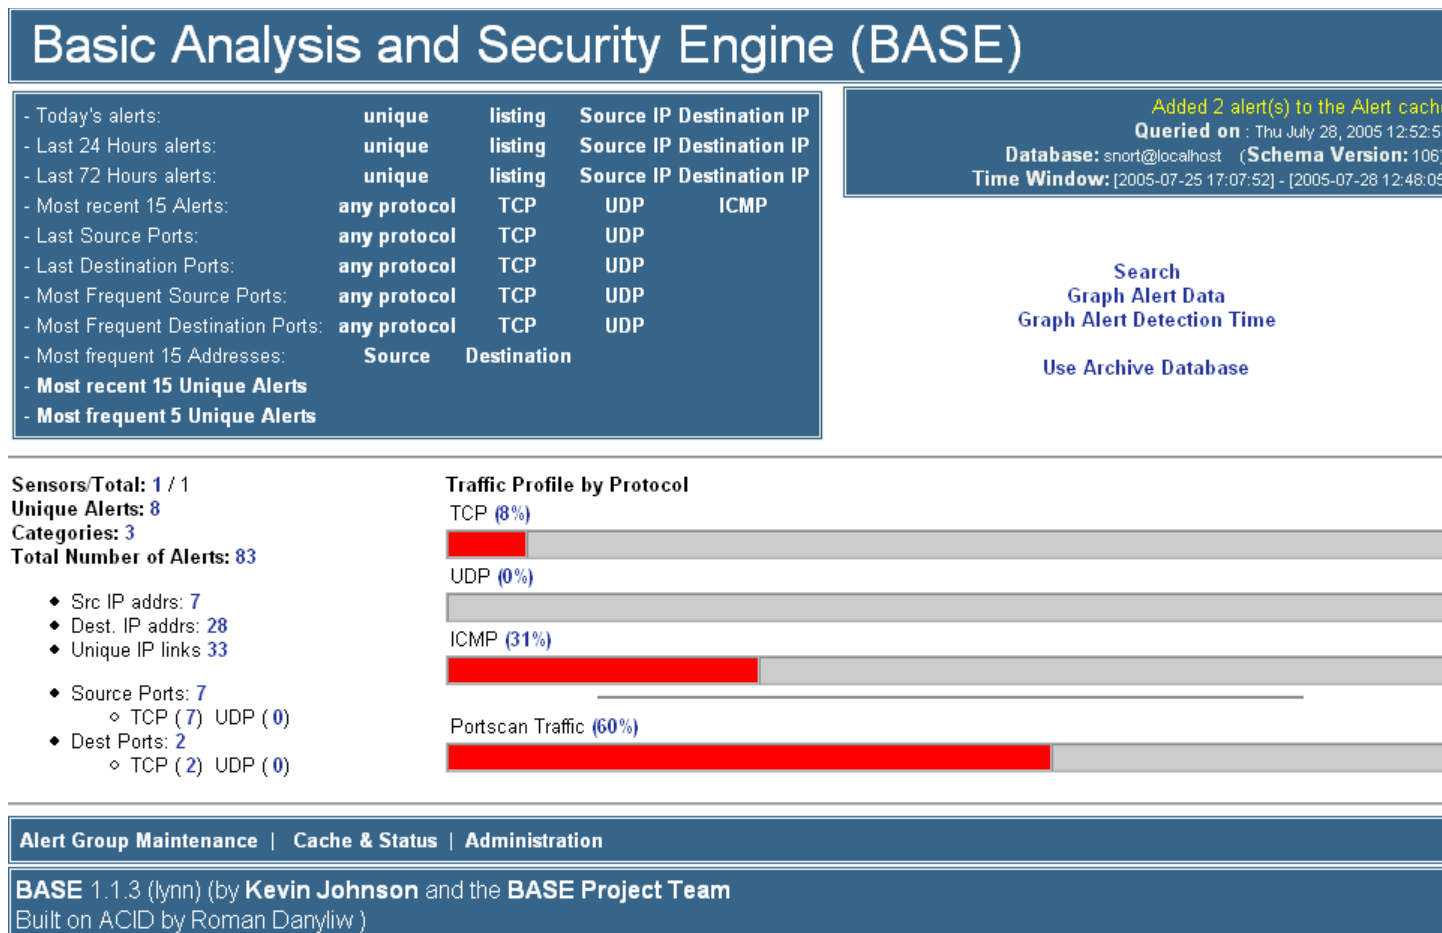 Basic Analysis and Security Engine (BASE)
- Today's alerts: unique listing Source IP Destination IP
- Last 24 Hours alerts: unique listing Source IP Destination IP
- Last 72 Hours alerts: unique listing Source IP Destination IP
- Most recent 15 Alerts: any protocol TCP UDP ICMP
- Last Source Ports: any protocol TCP UDP
- Last Destination Ports: any protocol TCP UDP
- Most Frequent Source Ports: any protocol TCP UDP
- Most Frequent Destination Ports: any protocol TCP UDP
- Most frequent 15 Addresses: Source Destination
- Most recent 15 Unique Alerts
- Most frequent 5 Unique Alerts
Added 2 alert(s) to the Alert cache
Queried on : Thu July 28, 2005 12:52:5
Database: snort@localhost (Schema Version: 106)
Time Window: [2005-07-25 17:07:52] - [2005-07-28 12:48:05
Search
Graph Alert Data
Graph Alert Detection Time
Use Archive Database
Sensors/Total: 1 / 1
Unique Alerts: 8
Categories: 3
Total Number of Alerts: 83
Src IP addrs: 7
Dest. IP addrs: 28
Unique IP links 33
Source Ports: 7
TCP ( 7) UDP ( 0)
Dest Ports: 2
TCP ( 2) UDP ( 0)
Traffic Profile by Protocol
TCP (8%)
UDP (0%)
ICMP (31%)
Portscan Traffic (60%)
Alert Group Maintenance | Cache & Status | Administration
BASE 1.1.3 (lynn) (by Kevin Johnson and the BASE Project Team
Built on ACID by Roman Danyliw )